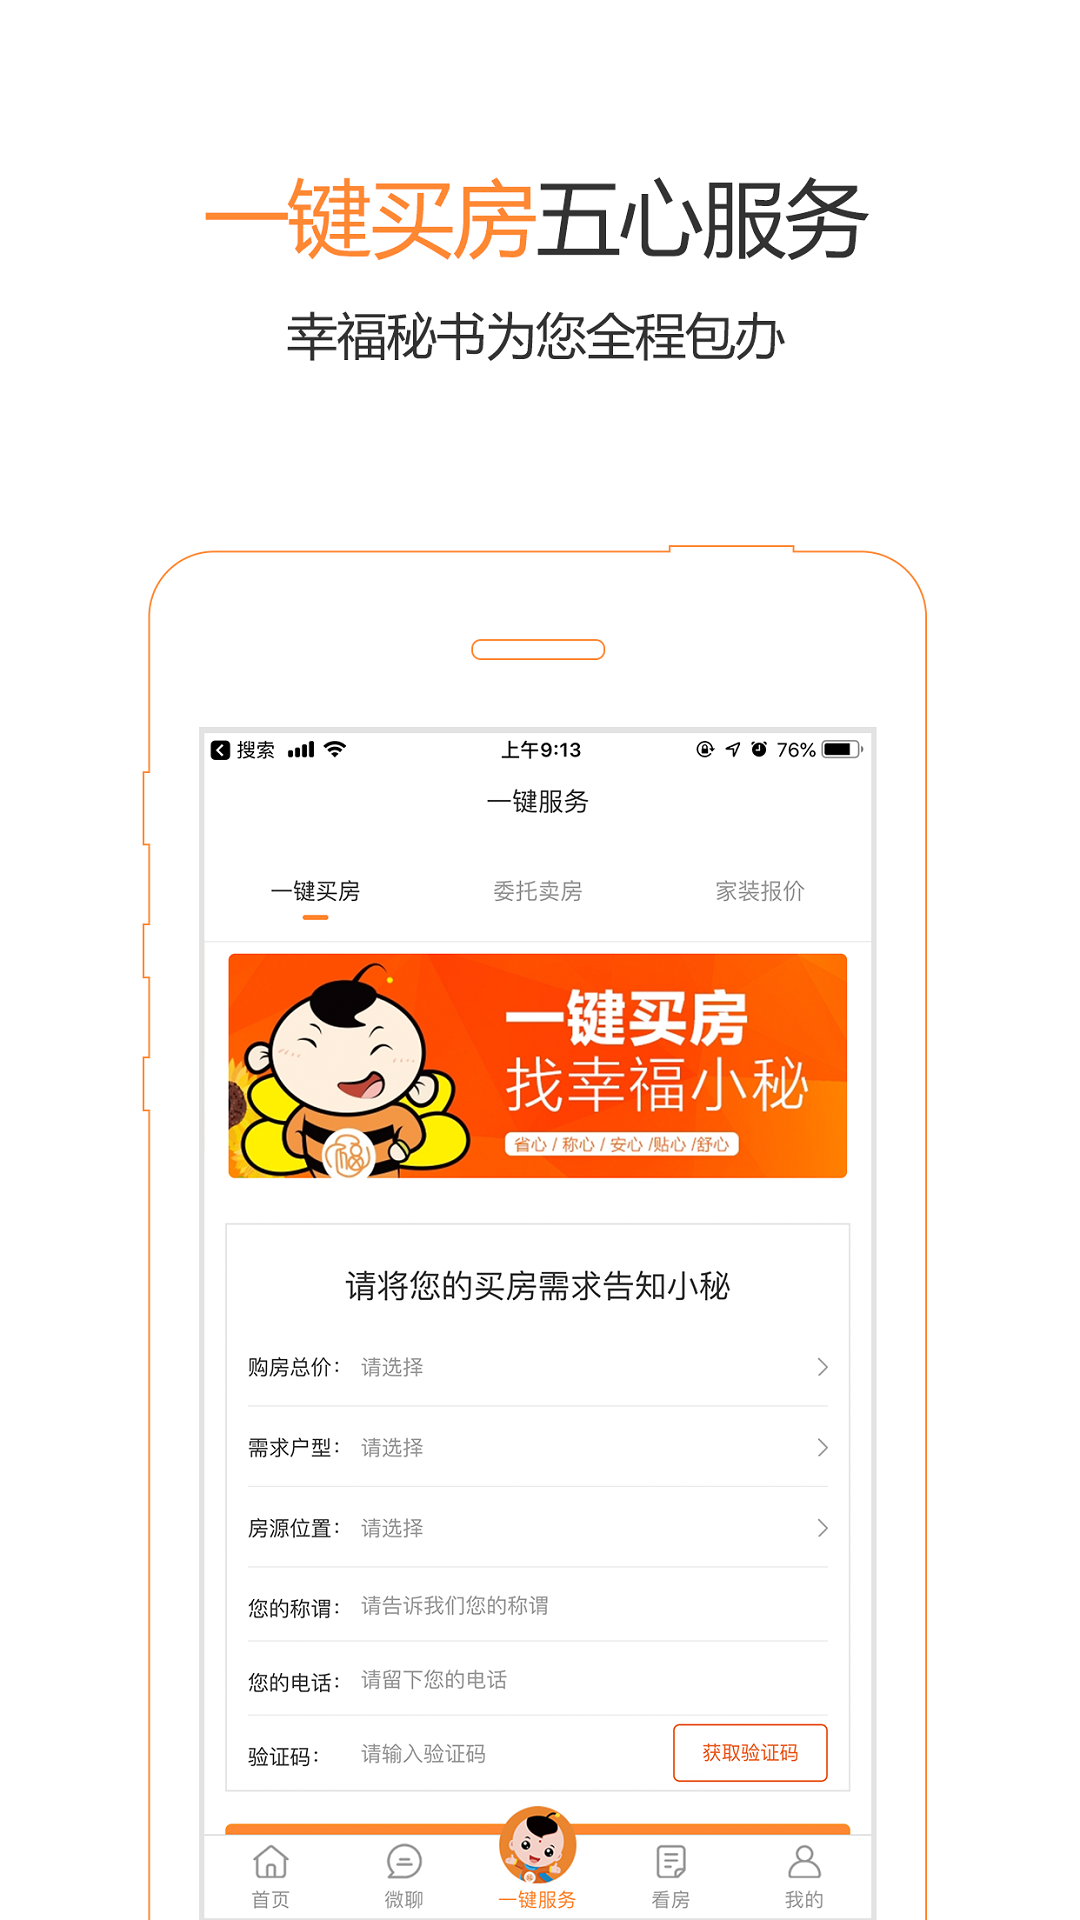 一键买房五心服务
幸福秘书为您全程包办
搜索 上午9:13 76%
一键服务
一键买房 委托卖房 家装报价
一键买房
找幸福小秘
省心 / 称心 / 安心 /贴心 /舒心
福
请将您的买房需求告知小秘
购房总价： 请选择
需求户型： 请选择
房源位置： 请选择
您的称谓： 请告诉我们您的称谓
您的电话： 请留下您的电话
验证码： 请输入验证码 获取验证码
首页 微聊 一键服务 看房 我的